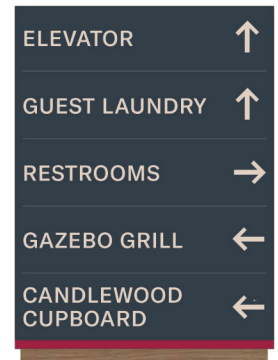 ELEVATOR ↑
GUEST LAUNDRY ↑
RESTROOMS →
GAZEBO GRILL ←
CANDLEWOOD ←
CUPBOARD